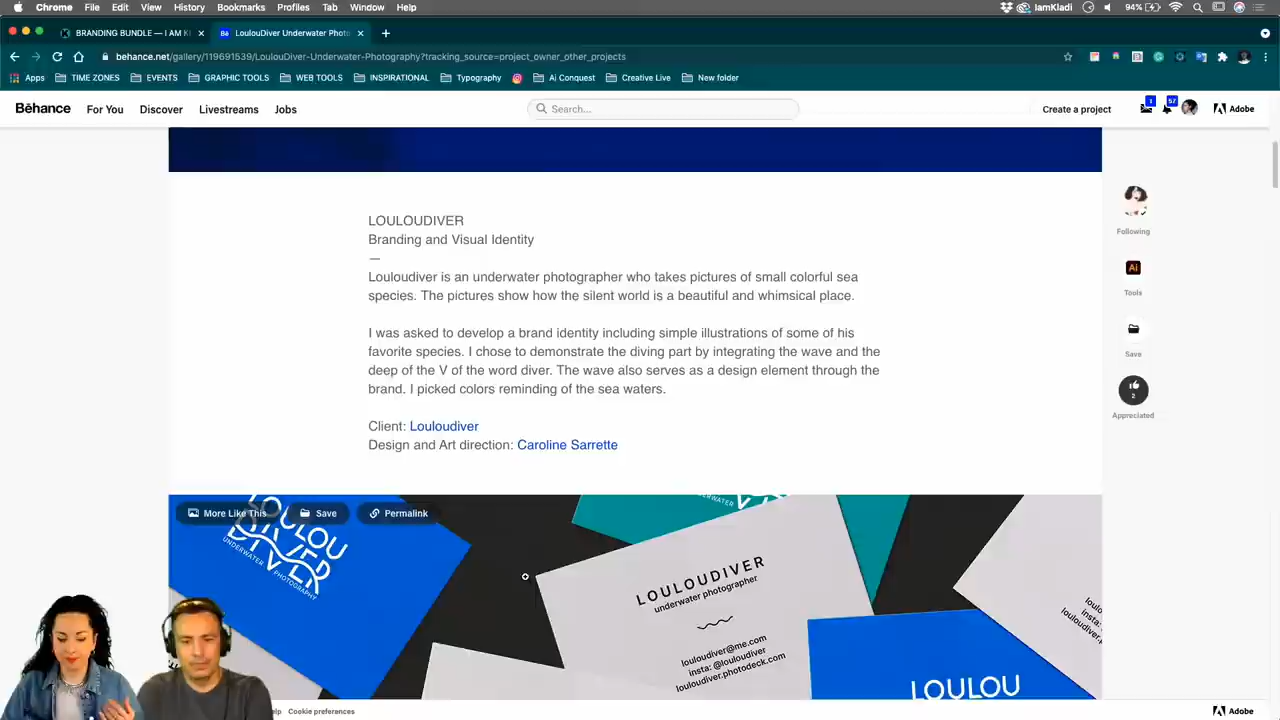 Chrome File Edit View History Bookmarks Profiles Tab Window Help
IamKladi 94%
BRANDING BUNDLE — I AM K
LoulouDiver Underwater Photo
behance.net/gallery/119691539/LoulouDiver-Underwater-Photography?tracking_source=project_owner_other_projects
Apps TIME ZONES EVENTS GRAPHIC TOOLS WEB TOOLS INSPIRATIONAL Typography Ai Conquest Creative Live New folder
Bēhance For You Discover Livestreams Jobs Search... Create a project 1 57 Adobe
LOULOUDIVER
Branding and Visual Identity
—
Louloudiver is an underwater photographer who takes pictures of small colorful sea
species. The pictures show how the silent world is a beautiful and whimsical place.
I was asked to develop a brand identity including simple illustrations of some of his
favorite species. I chose to demonstrate the diving part by integrating the wave and the
deep of the V of the word diver. The wave also serves as a design element through the
brand. I picked colors reminding of the sea waters.
Client: Louloudiver
Design and Art direction: Caroline Sarrette
Following
Ai
Tools
Save
2
Appreciated
More Like This Save Permalink
LOULOU
DIVER
UNDERWATER PHOTOGRAPHY
LOULOUDIVER
underwater photographer
louloudiver@me.com
insta: @louloudiver
louloudiver.photodeck.com
LOULOU
Cookie preferences
Adobe